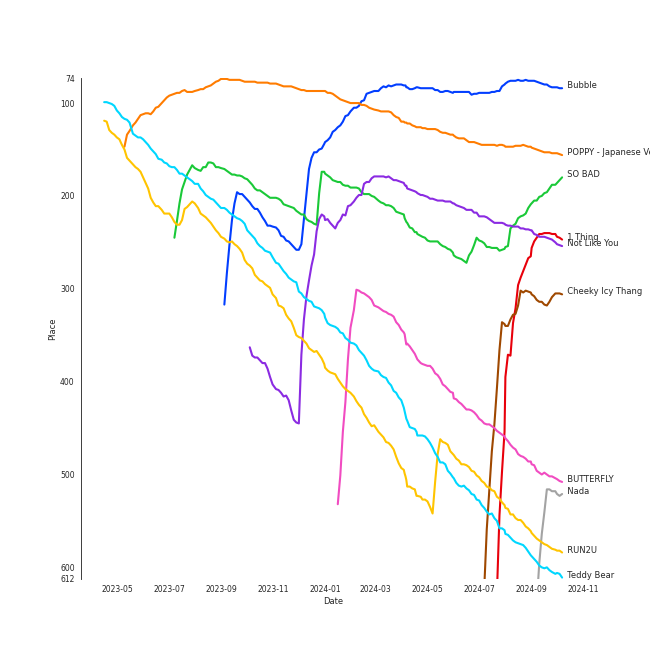 74
100
200
300
400
500
600
612
Place
2023-05
2023-07
2023-09
2023-11
2024-01
2024-03
2024-05
2024-07
2024-09
2024-11
Date
Bubble
POPPY - Japanese Ve
SO BAD
1 Thing
Not Like You
Cheeky Icy Thang
BUTTERFLY
Nada
RUN2U
Teddy Bear